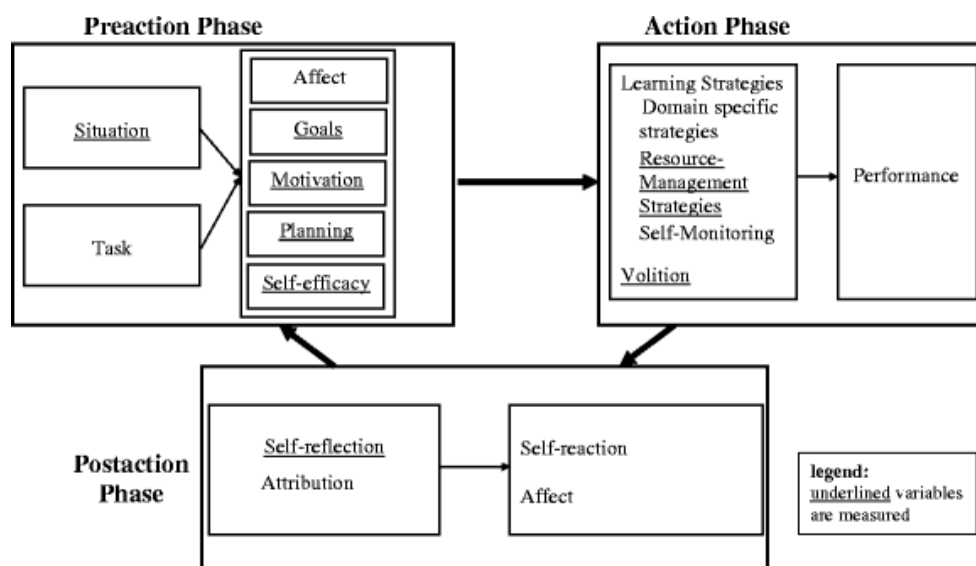 Preaction Phase
Action Phase
Situation
Task
Affect
Goals
Motivation
Planning
Self-efficacy
Learning Strategies
Domain specific
strategies
Resource-
Management
Strategies
Self-Monitoring
Volition
Performance
Postaction
Phase
Self-reflection
Attribution
Self-reaction
Affect
legend:
underlined variables
are measured